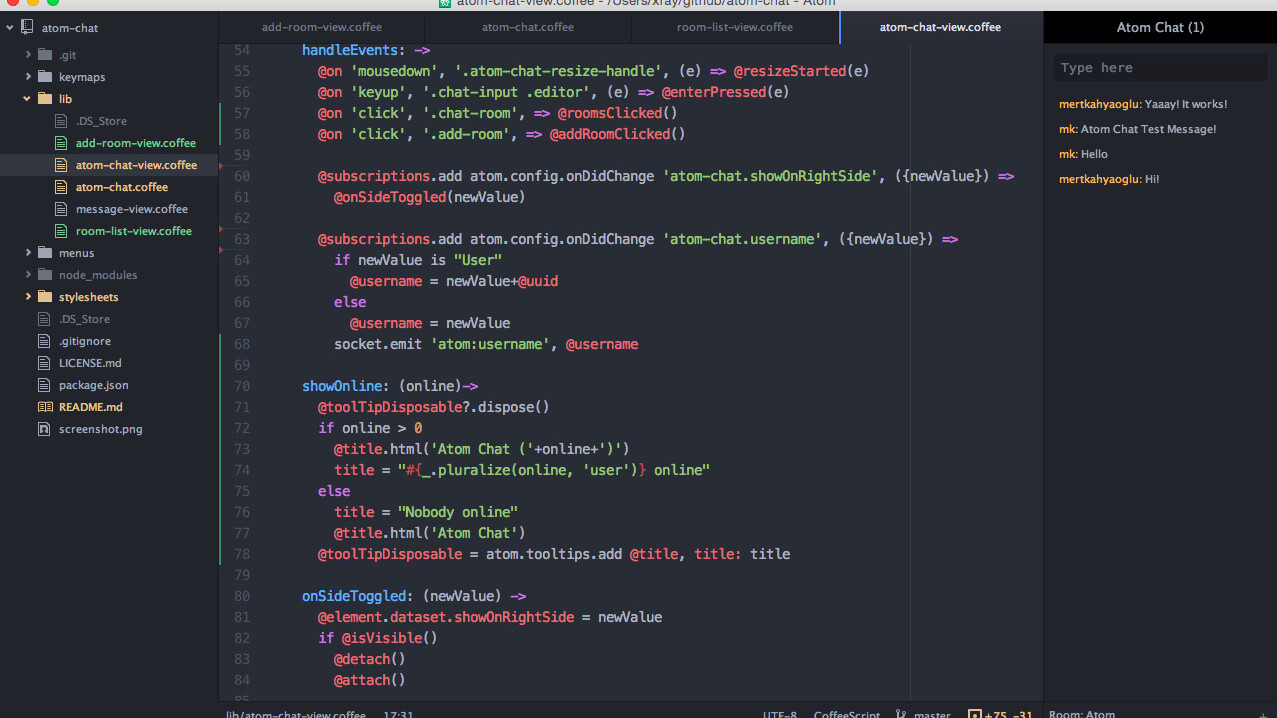 atom-chat-view.coffee - /Users/xray/github/atom-chat - Atom
atom-chat
.git
keymaps
lib
.DS_Store
add-room-view.coffee
atom-chat-view.coffee
atom-chat.coffee
message-view.coffee
room-list-view.coffee
menus
node_modules
stylesheets
.DS_Store
.gitignore
LICENSE.md
package.json
README.md
screenshot.png
add-room-view.coffee atom-chat.coffee room-list-view.coffee atom-chat-view.coffee
54 handleEvents: ->
55 @on 'mousedown', '.atom-chat-resize-handle', (e) => @resizeStarted(e)
56 @on 'keyup', '.chat-input .editor', (e) => @enterPressed(e)
57 @on 'click', '.chat-room', => @roomsClicked()
58 @on 'click', '.add-room', => @addRoomClicked()
59
60 @subscriptions.add atom.config.onDidChange 'atom-chat.showOnRightSide', ({newValue}) =>
61 @onSideToggled(newValue)
62
63 @subscriptions.add atom.config.onDidChange 'atom-chat.username', ({newValue}) =>
64 if newValue is "User"
65 @username = newValue+@uuid
66 else
67 @username = newValue
68 socket.emit 'atom:username', @username
69
70 showOnline: (online)->
71 @toolTipDisposable?.dispose()
72 if online > 0
73 @title.html('Atom Chat ('+online+')')
74 title = "#{_.pluralize(online, 'user')} online"
75 else
76 title = "Nobody online"
77 @title.html('Atom Chat')
78 @toolTipDisposable = atom.tooltips.add @title, title: title
79
80 onSideToggled: (newValue) ->
81 @element.dataset.showOnRightSide = newValue
82 if @isVisible()
83 @detach()
84 @attach()
85
lib/atom-chat-view.coffee 17:31 UTF-8 CoffeeScript master +75 -31
Atom Chat (1)
Type here
mertkahyaoglu: Yaaay! It works!
mk: Atom Chat Test Message!
mk: Hello
mertkahyaoglu: Hi!
Room: Atom +